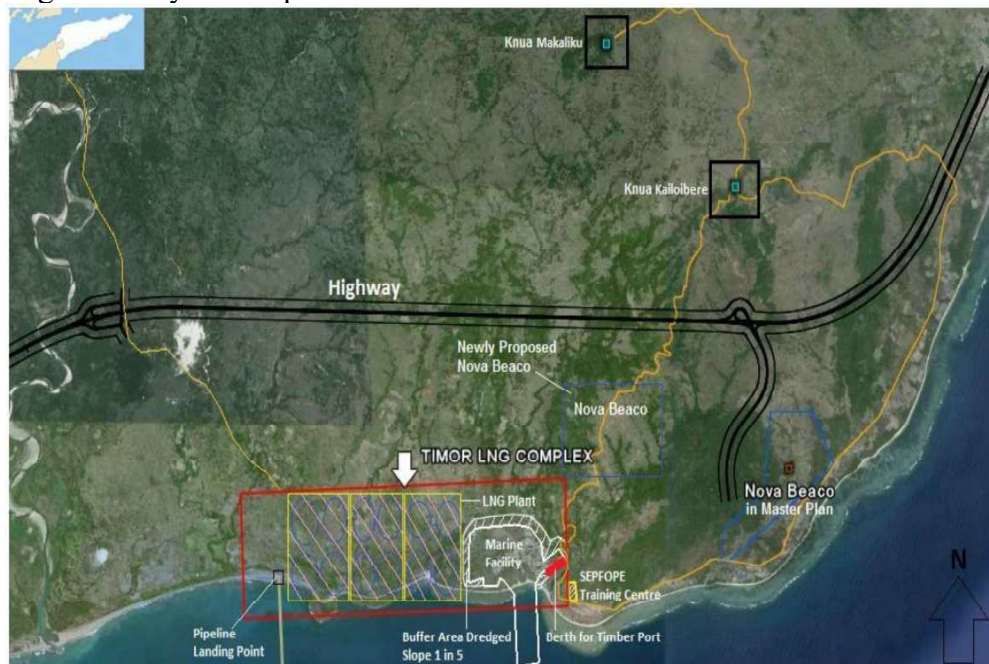 Knua Makaliku
Knua Kailoibere
Highway
Newly Proposed
Nova Beaco
Nova Beaco
TIMOR LNG COMPLEX
LNG Plant
Nova Beaco
in Master Plan
Marine
Facility
N
SEPFOPE
Training Centre
Pipeline
Landing Point
Buffer Area Dredged
Slope 1 in 5
Berth for Timber Port